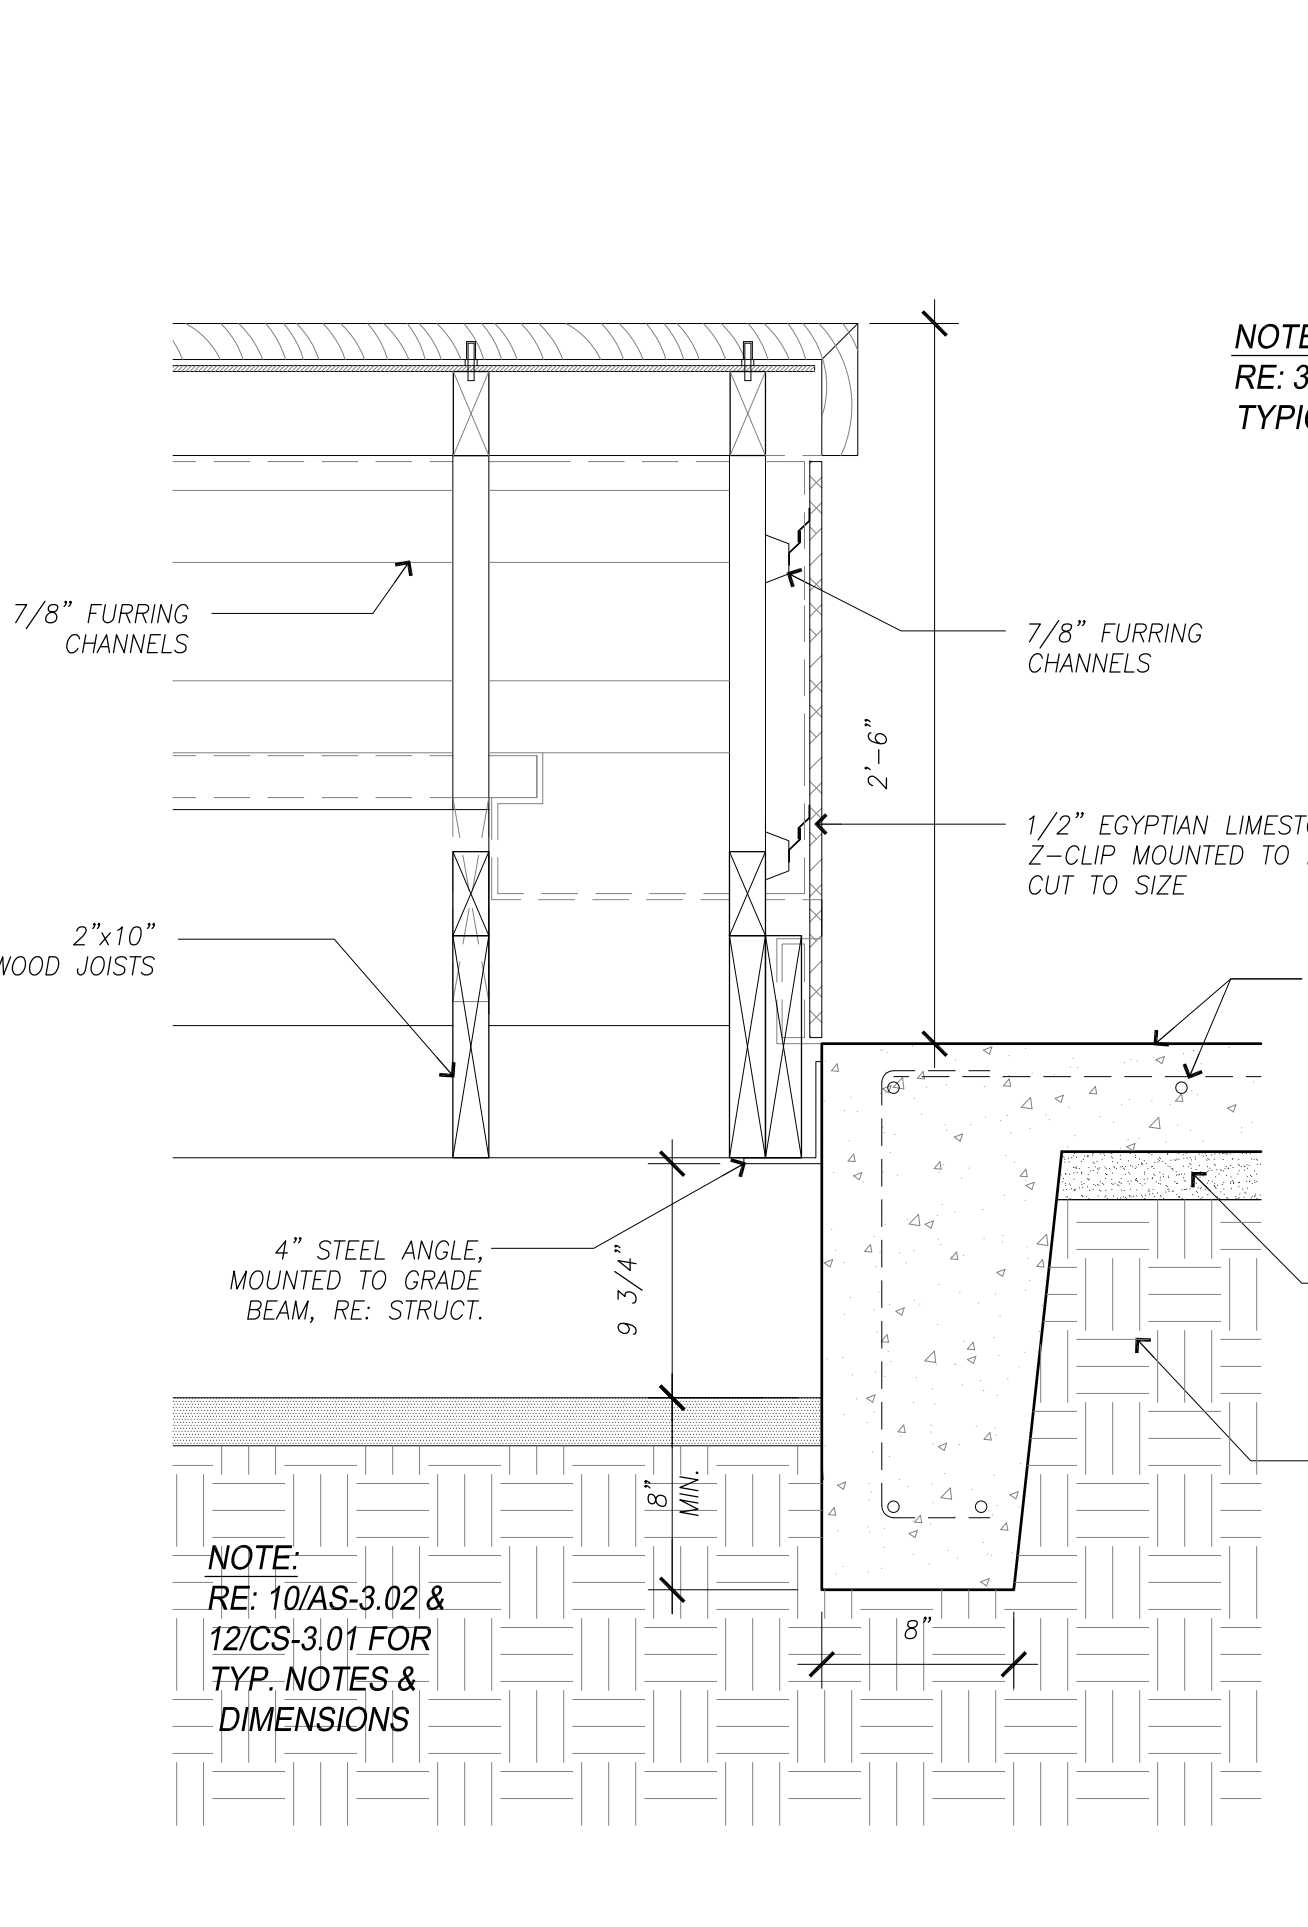 NOTE
RE: 3
TYPIC
7/8” FURRING
CHANNELS
7/8” FURRING
CHANNELS
2’-6”
1/2” EGYPTIAN LIMEST
Z-CLIP MOUNTED TO
CUT TO SIZE
2”x10”
WOOD JOISTS
4” STEEL ANGLE,
MOUNTED TO GRADE
BEAM, RE: STRUCT.
9 3/4”
8”
MIN.
NOTE:
RE: 10/AS-3.02 &
12/CS-3.01 FOR
TYP. NOTES &
DIMENSIONS
8”